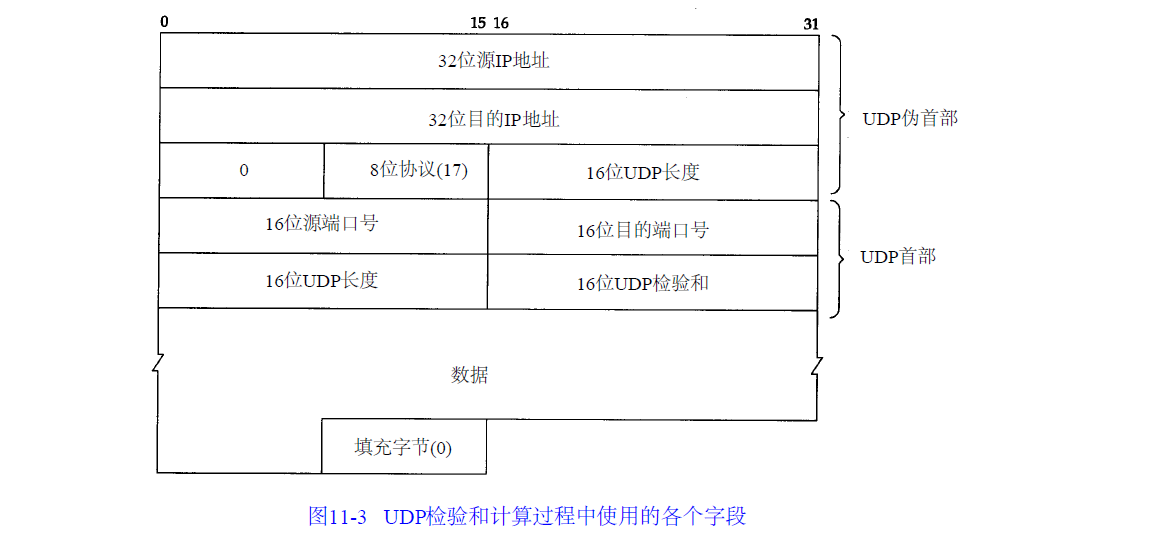 0 15 16 31
32位源IP地址
32位目的IP地址
UDP伪首部
0 8位协议(17) 16位UDP长度
16位源端口号 16位目的端口号
UDP首部
16位UDP长度 16位UDP检验和
数据
填充字节(0)
图11-3 UDP检验和计算过程中使用的各个字段